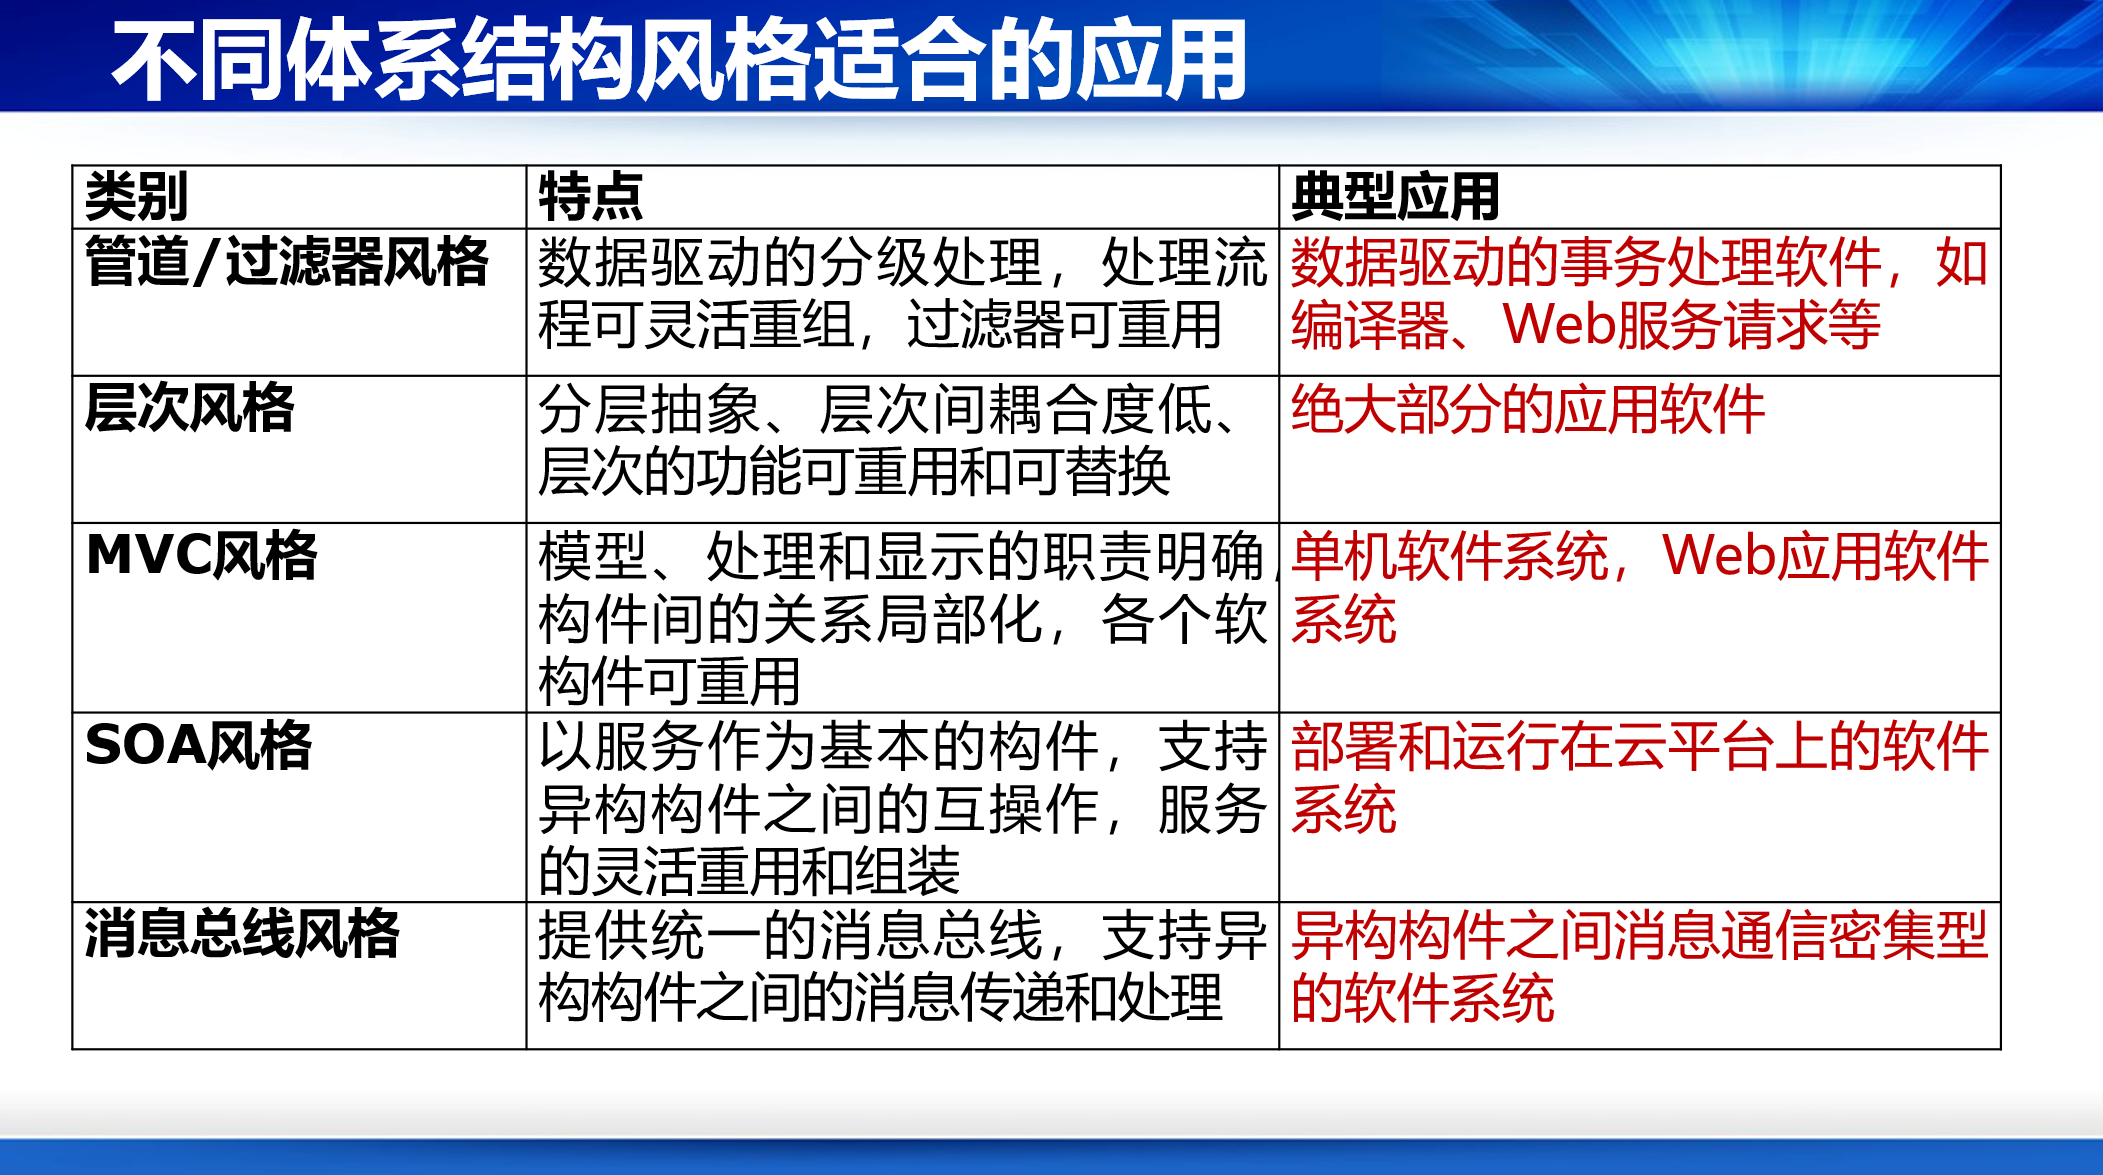 不同体系结构风格适合的应用
类别
特点
典型应用
管道/过滤器风格
数据驱动的分级处理，处理流
程可灵活重组，过滤器可重用
数据驱动的事务处理软件，如
编译器、Web服务请求等
层次风格
分层抽象、层次间耦合度低、
层次的功能可重用和可替换
绝大部分的应用软件
MVC风格
模型、处理和显示的职责明确，
构件间的关系局部化，各个软
构件可重用
单机软件系统，Web应用软件
系统
SOA风格
以服务作为基本的构件，支持
异构构件之间的互操作，服务
的灵活重用和组装
部署和运行在云平台上的软件
系统
消息总线风格
提供统一的消息总线，支持异
构构件之间的消息传递和处理
异构构件之间消息通信密集型
的软件系统